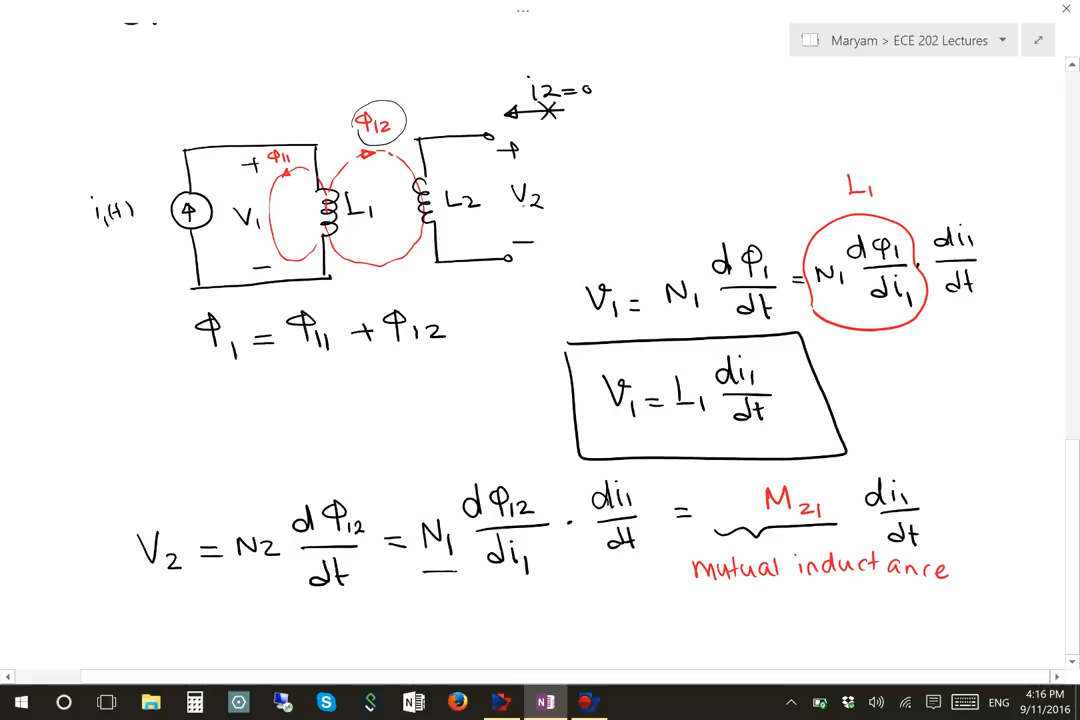 Maryam > ECE 202 Lectures
i2=0
φ12
+ φ11
+
i₁(t)
V₁
L₁
L2
V₂
−
−
L₁
φ₁ = φ₁₁ + φ12
V₁ = N₁ dφ₁/dt = N₁ dφ₁/di₁ · di₁/dt
V₁ = L₁ di₁/dt
V₂ = N2 dφ12/dt = N₁ dφ12/di₁ · di₁/dt = M₂₁ di₁/dt
mutual inductance
ENG
4:16 PM
9/11/2016